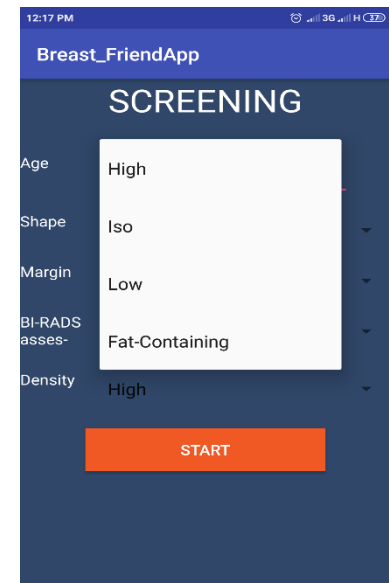 12:17 PM 3G H 37
Breast_FriendApp
SCREENING
Age
High
Shape
Iso
Margin
Low
BI-RADS
asses-
Fat-Containing
Density
High
START